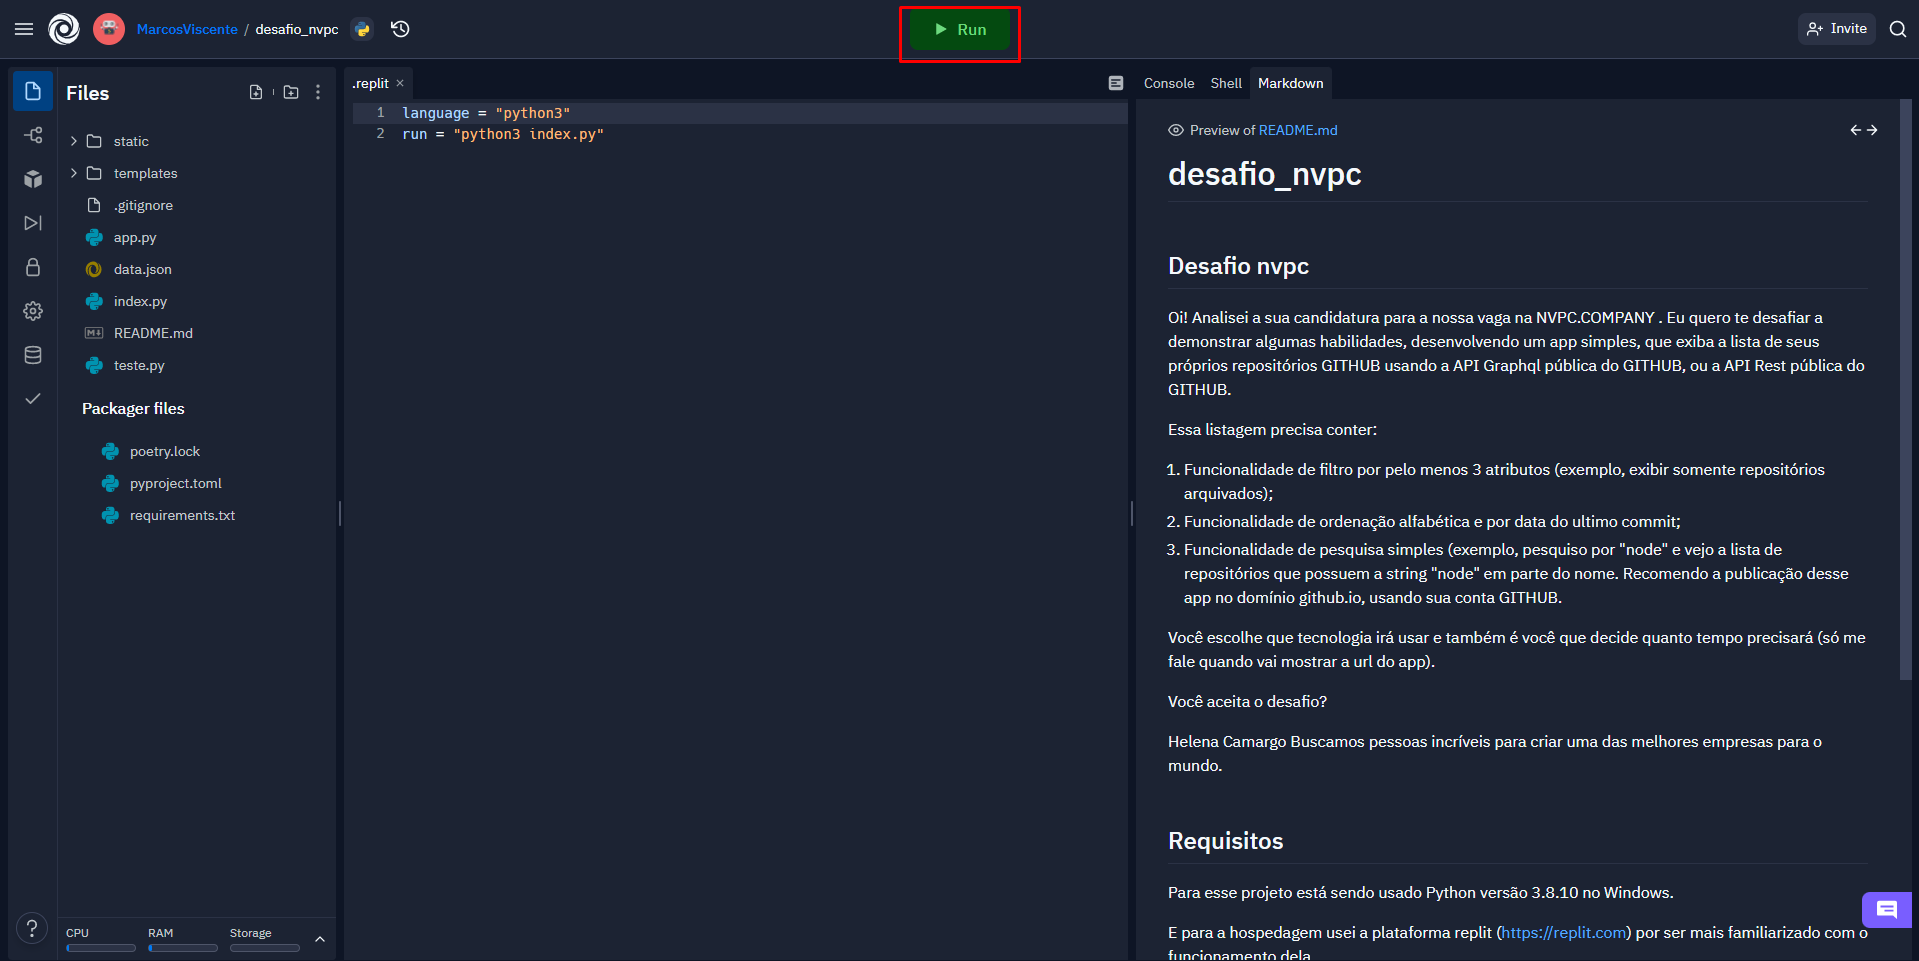 MarcosViscente / desafio_nvpc
Run
Invite
Files
static
templates
.gitignore
app.py
data.json
index.py
README.md
teste.py
Packager files
poetry.lock
pyproject.toml
requirements.txt
CPU RAM Storage
.replit ×
1 language = "python3"
2 run = "python3 index.py"
Console Shell Markdown
Preview of README.md
desafio_nvpc
Desafio nvpc
Oi! Analisei a sua candidatura para a nossa vaga na NVPC.COMPANY . Eu quero te desafiar a
demonstrar algumas habilidades, desenvolvendo um app simples, que exiba a lista de seus
próprios repositórios GITHUB usando a API Graphql pública do GITHUB, ou a API Rest pública do
GITHUB.
Essa listagem precisa conter:
1. Funcionalidade de filtro por pelo menos 3 atributos (exemplo, exibir somente repositórios
arquivados);
2. Funcionalidade de ordenação alfabética e por data do ultimo commit;
3. Funcionalidade de pesquisa simples (exemplo, pesquiso por "node" e vejo a lista de
repositórios que possuem a string "node" em parte do nome. Recomendo a publicação desse
app no domínio github.io, usando sua conta GITHUB.
Você escolhe que tecnologia irá usar e também é você que decide quanto tempo precisará (só me
fale quando vai mostrar a url do app).
Você aceita o desafio?
Helena Camargo Buscamos pessoas incríveis para criar uma das melhores empresas para o
mundo.
Requisitos
Para esse projeto está sendo usado Python versão 3.8.10 no Windows.
E para a hospedagem usei a plataforma replit (https://replit.com) por ser mais familiarizado com o
funcionamento dela